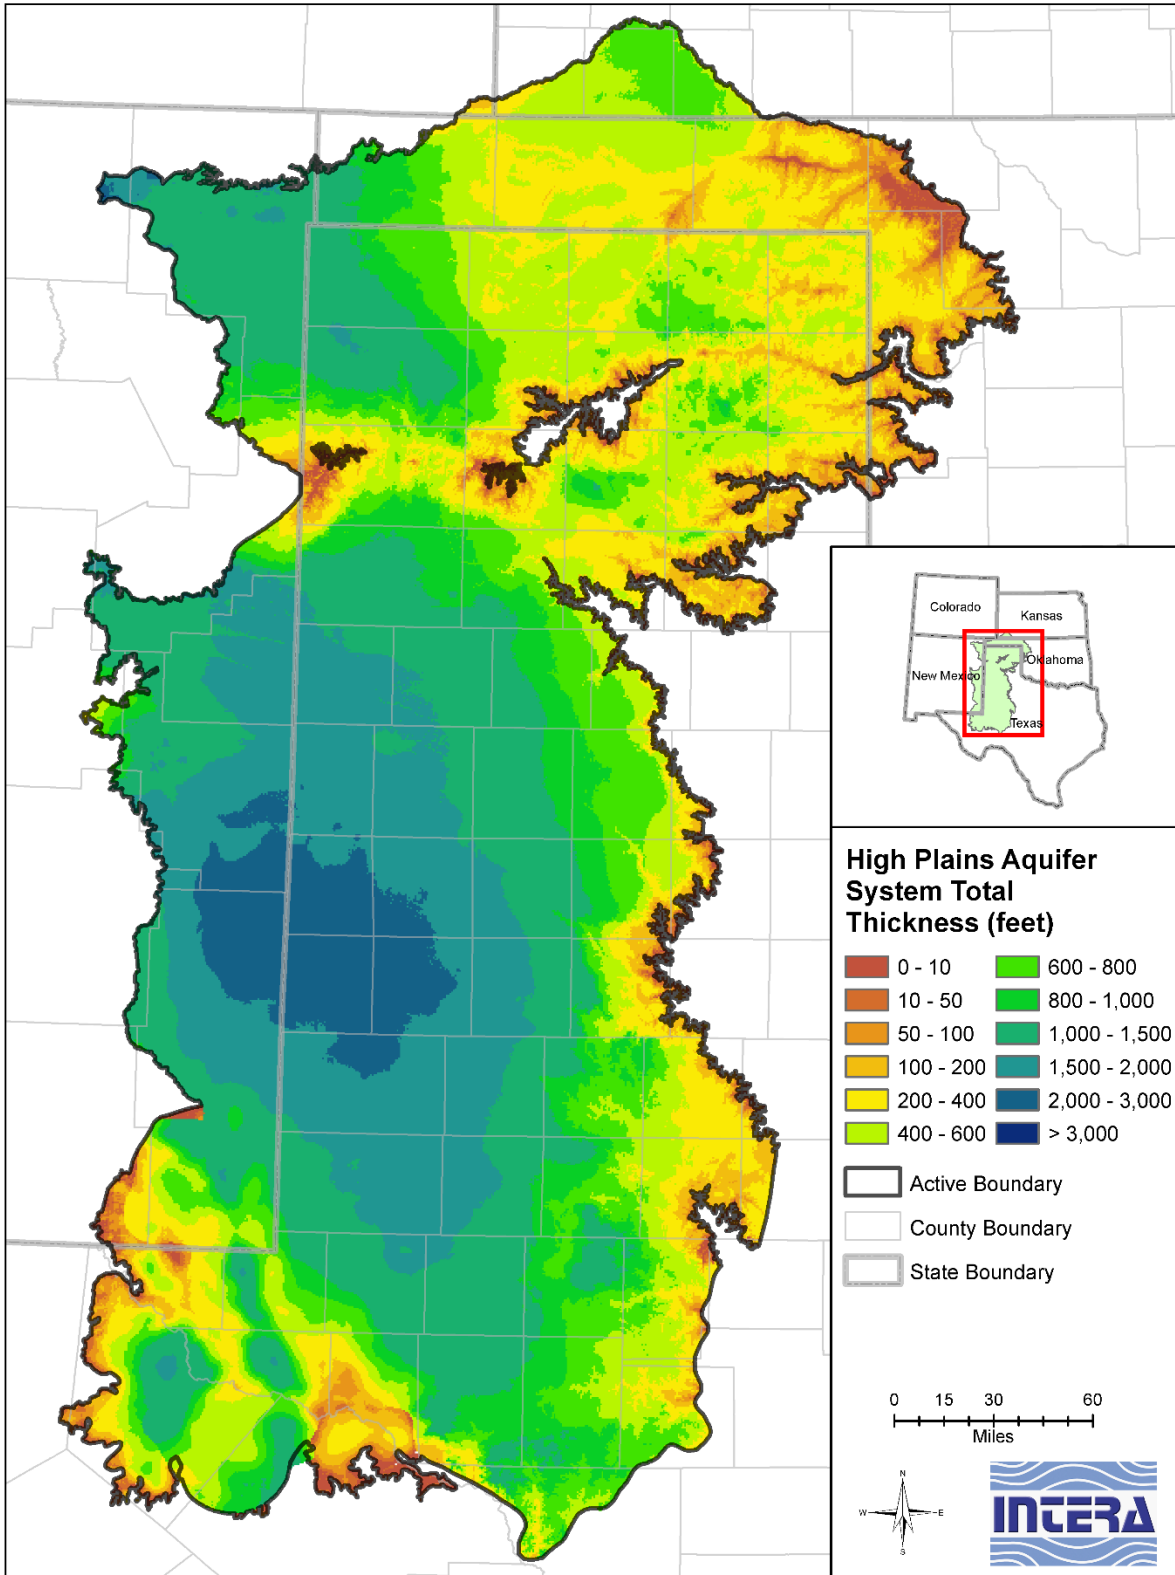 Colorado
Kansas
New Mexico
Oklahoma
Texas
High Plains Aquifer
System Total
Thickness (feet)
0 - 10
600 - 800
10 - 50
800 - 1,000
50 - 100
1,000 - 1,500
100 - 200
1,500 - 2,000
200 - 400
2,000 - 3,000
400 - 600
> 3,000
Active Boundary
County Boundary
State Boundary
0 15 30 60
Miles
N
W E
S
INTERA